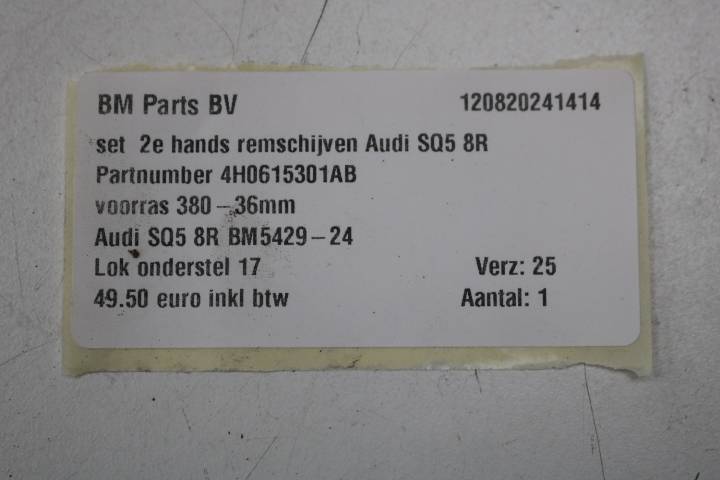 BM Parts BV 120820241414
set 2e hands remschijven Audi SQ5 8R
Partnumber 4H0615301AB
voorras 380-36mm
Audi SQ5 8R BM5429-24
Lok onderstel 17 Verz: 25
49.50 euro inkl btw Aantal: 1